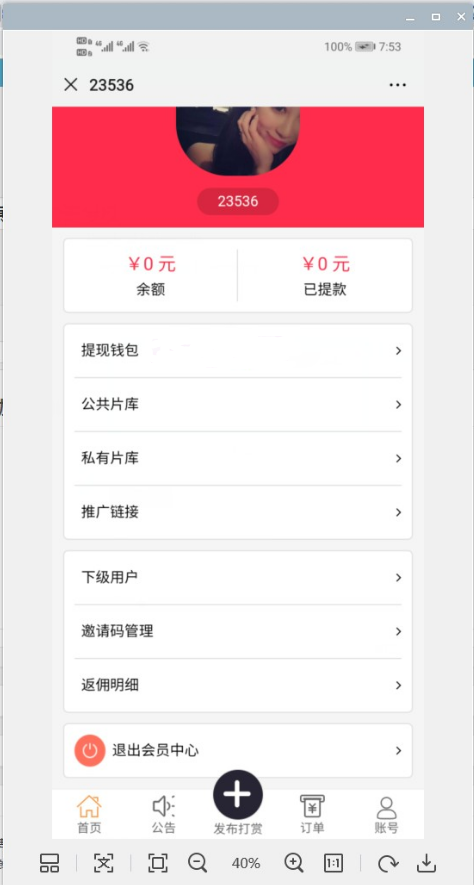 100% 7:53
23536
23536
￥0 元
￥0 元
余额
已提款
提现钱包
公共片库
私有片库
推广链接
下级用户
邀请码管理
返佣明细
退出会员中心
首页
公告
发布打赏
订单
账号
40%
1:1